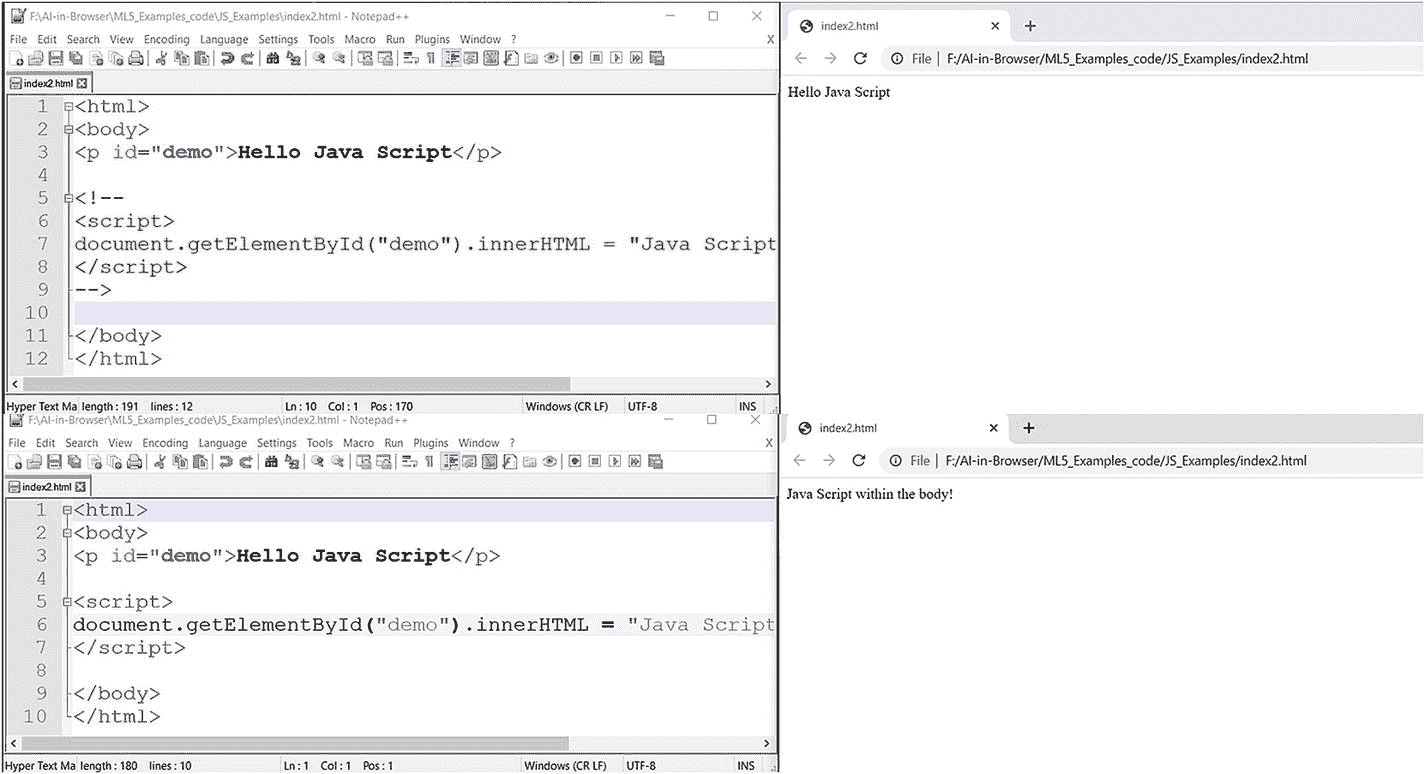 F:\AI-in-Browser\ML5_Examples_code\JS_Examples\index2.html - Notepad++
File Edit Search View Encoding Language Settings Tools Macro Run Plugins Window ? X
index2.html
1 <html>
2 <body>
3 <p id="demo">Hello Java Script</p>
4
5 <!--
6 <script>
7 document.getElementById("demo").innerHTML = "Java Script
8 </script>
9 -->
10
11 </body>
12 </html>
Hyper Text Ma length : 191 lines : 12 Ln : 10 Col : 1 Pos : 170 Windows (CR LF) UTF-8 INS
index2.html
File F:/AI-in-Browser/ML5_Examples_code/JS_Examples/index2.html
Hello Java Script
F:\AI-in-Browser\ML5_Examples_code\JS_Examples\index2.html - Notepad++
File Edit Search View Encoding Language Settings Tools Macro Run Plugins Window ? X
index2.html
1 <html>
2 <body>
3 <p id="demo">Hello Java Script</p>
4
5 <script>
6 document.getElementById("demo").innerHTML = "Java Script
7 </script>
8
9 </body>
10 </html>
Hyper Text Ma length : 180 lines : 10 Ln : 1 Col : 1 Pos : 1 Windows (CR LF) UTF-8 INS
index2.html
File F:/AI-in-Browser/ML5_Examples_code/JS_Examples/index2.html
Java Script within the body!